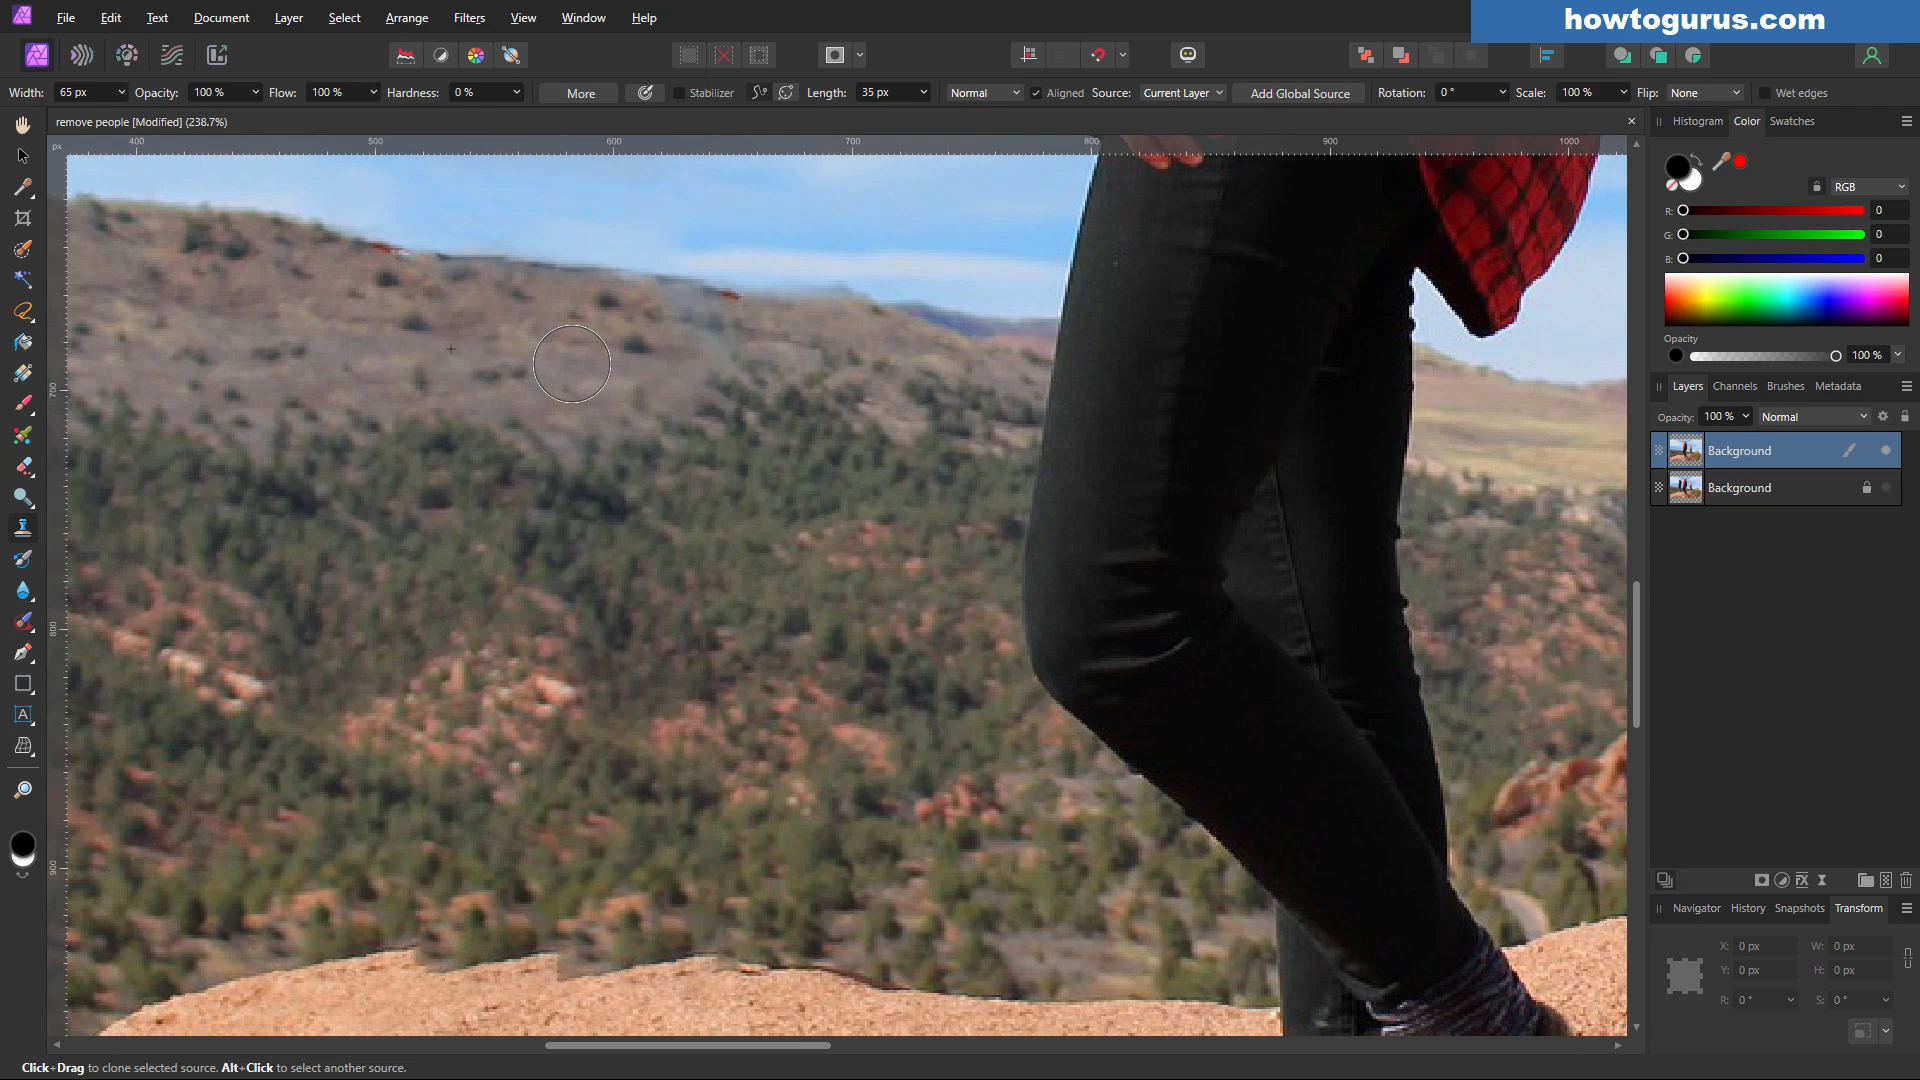 File Edit Text Document Layer Select Arrange Filters View Window Help
howtogurus.com
Width: 65 px Opacity: 100 % Flow: 100 % Hardness: 0 % More Stabilizer Length: 35 px Normal Aligned Source: Current Layer Add Global Source Rotation: 0 ° Scale: 100 % Flip: None Wet edges
remove people [Modified] (238.7%)
Histogram Color Swatches
px 400 500 600 700 800 900 1000
RGB
R: 0
G: 0
B: 0
Opacity
100 %
700
Layers Channels Brushes Metadata
Opacity: 100 % Normal
Background
Background
800
900
Navigator History Snapshots Transform
X: 0 px W: 0 px
Y: 0 px H: 0 px
R: 0 ° S: 0 °
Click+Drag to clone selected source. Alt+Click to select another source.